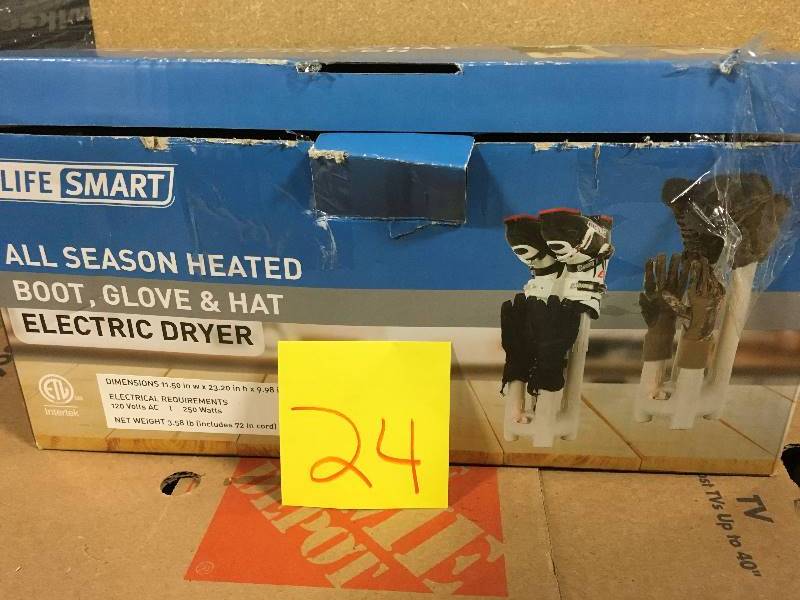 LIFE SMART
ALL SEASON HEATED
BOOT, GLOVE & HAT
ELECTRIC DRYER
DIMENSIONS 11.50 in w x 23.20 in h x 9.98
ELECTRICAL REQUIREMENTS
120 Volts AC | 250 Watts
NET WEIGHT 3.58 lb (includes 72 in cord)
ETL
Intertek
24
DEPOT
TV
TVs Up to 40"